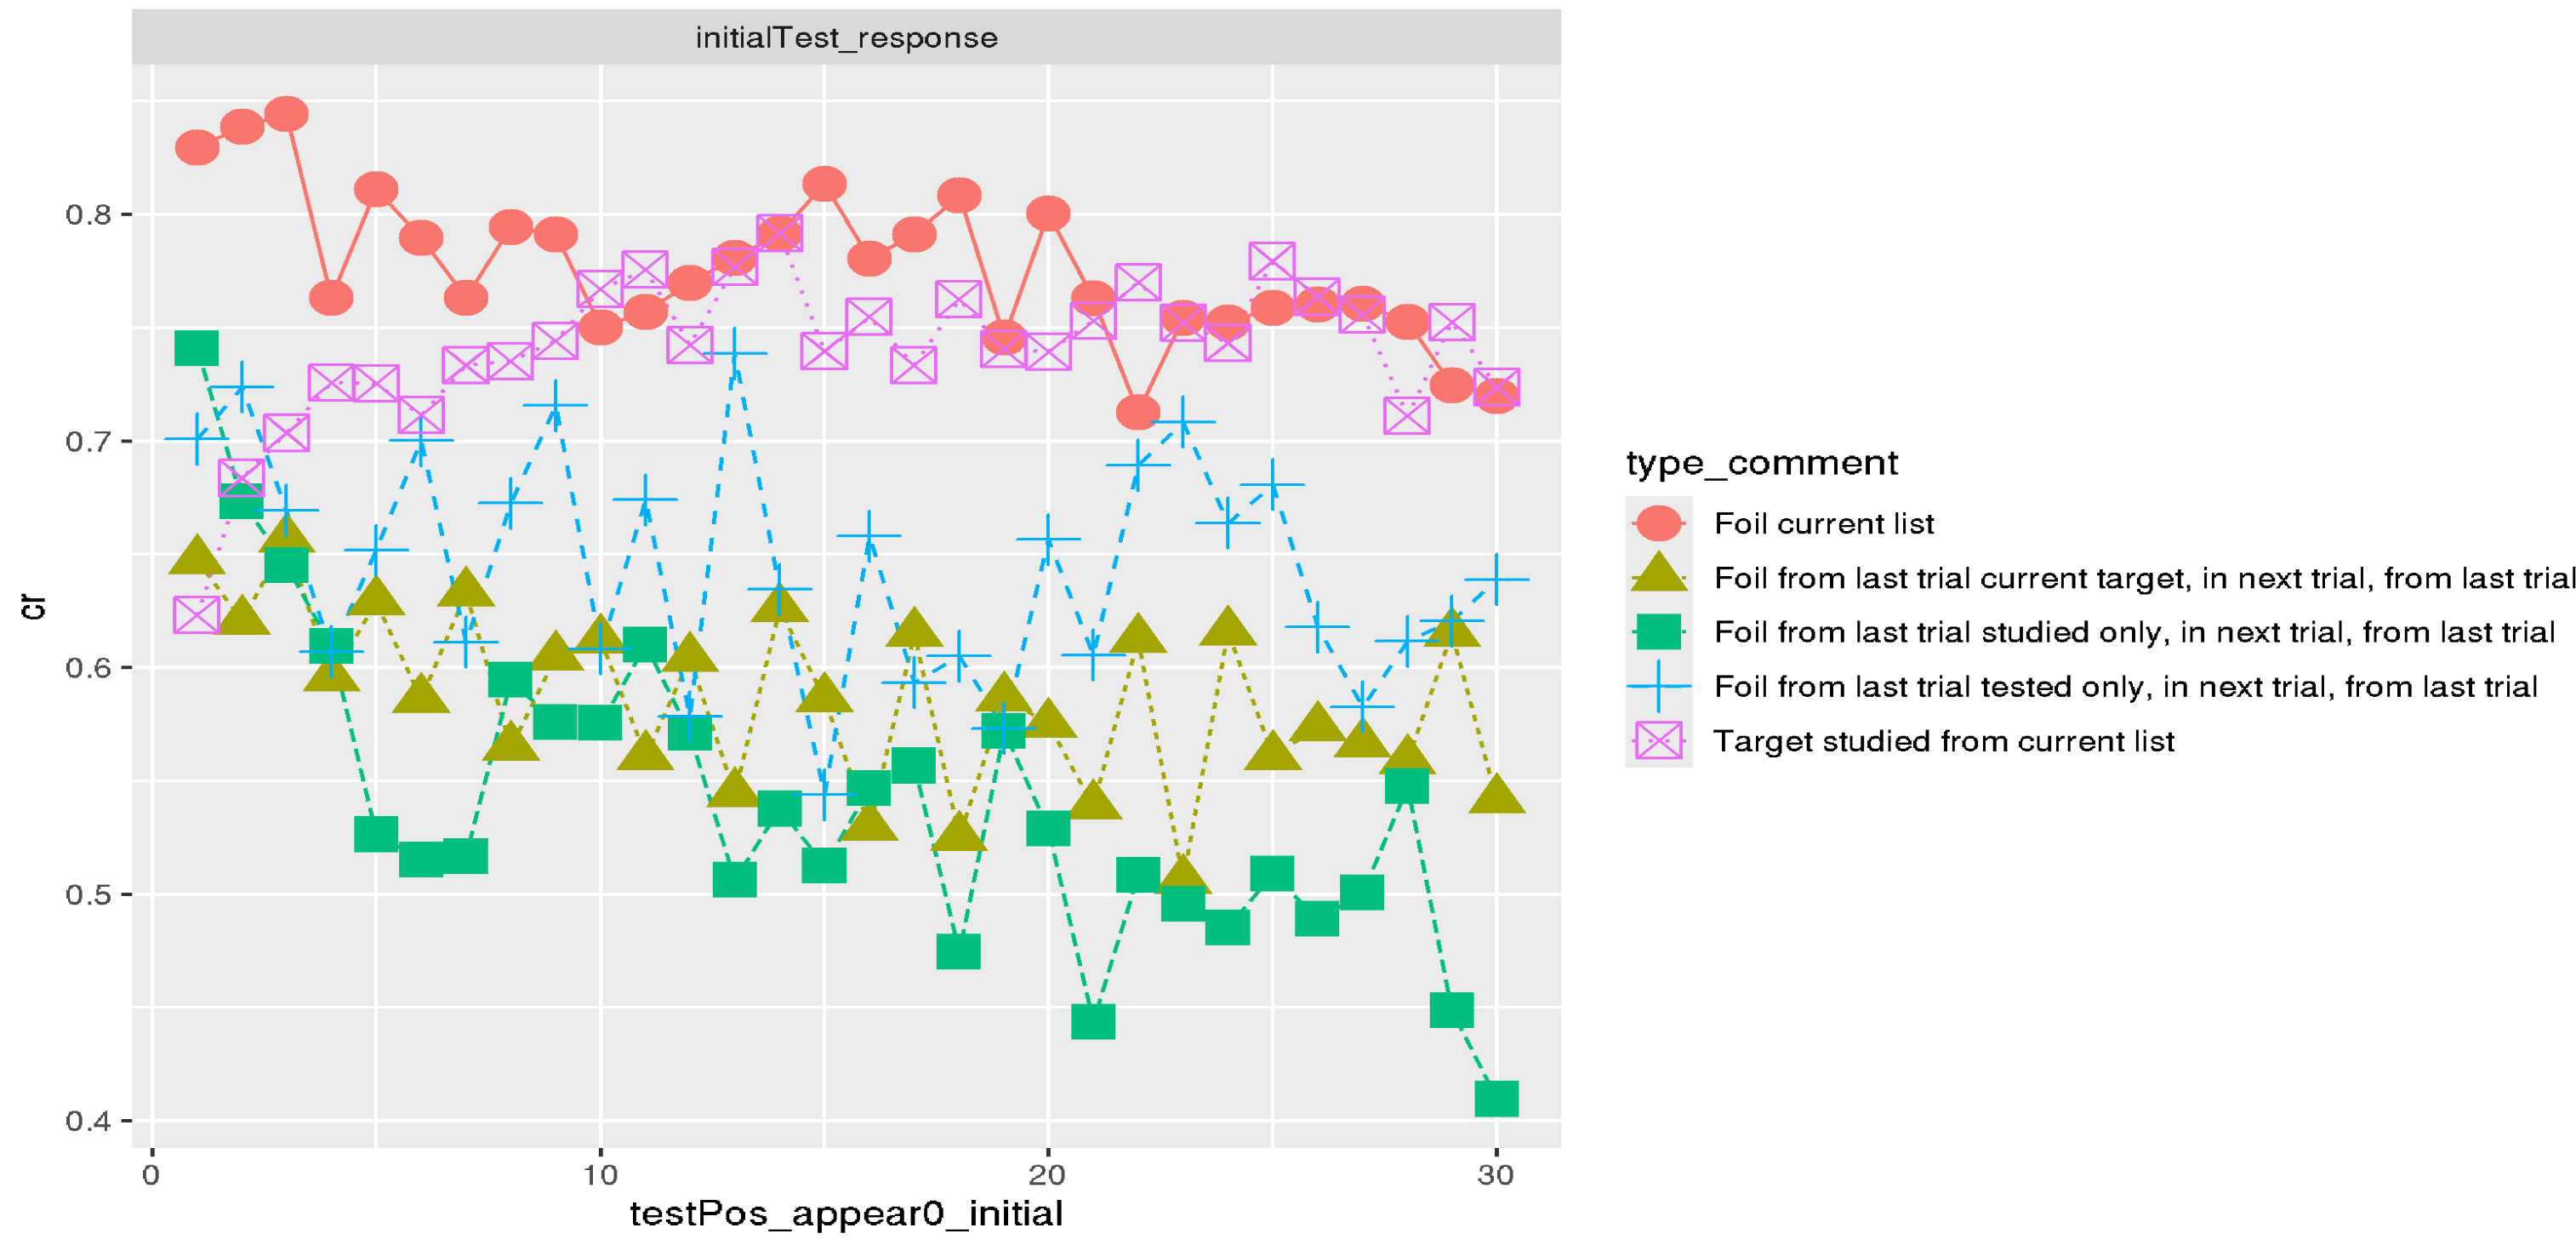 initialTest_response
0.8
0.7
0.6
0.5
0.4
cr
0
10
20
30
testPos_appear0_initial
type_comment
Foil current list
Foil from last trial current target, in next trial, from last trial
Foil from last trial studied only, in next trial, from last trial
Foil from last trial tested only, in next trial, from last trial
Target studied from current list